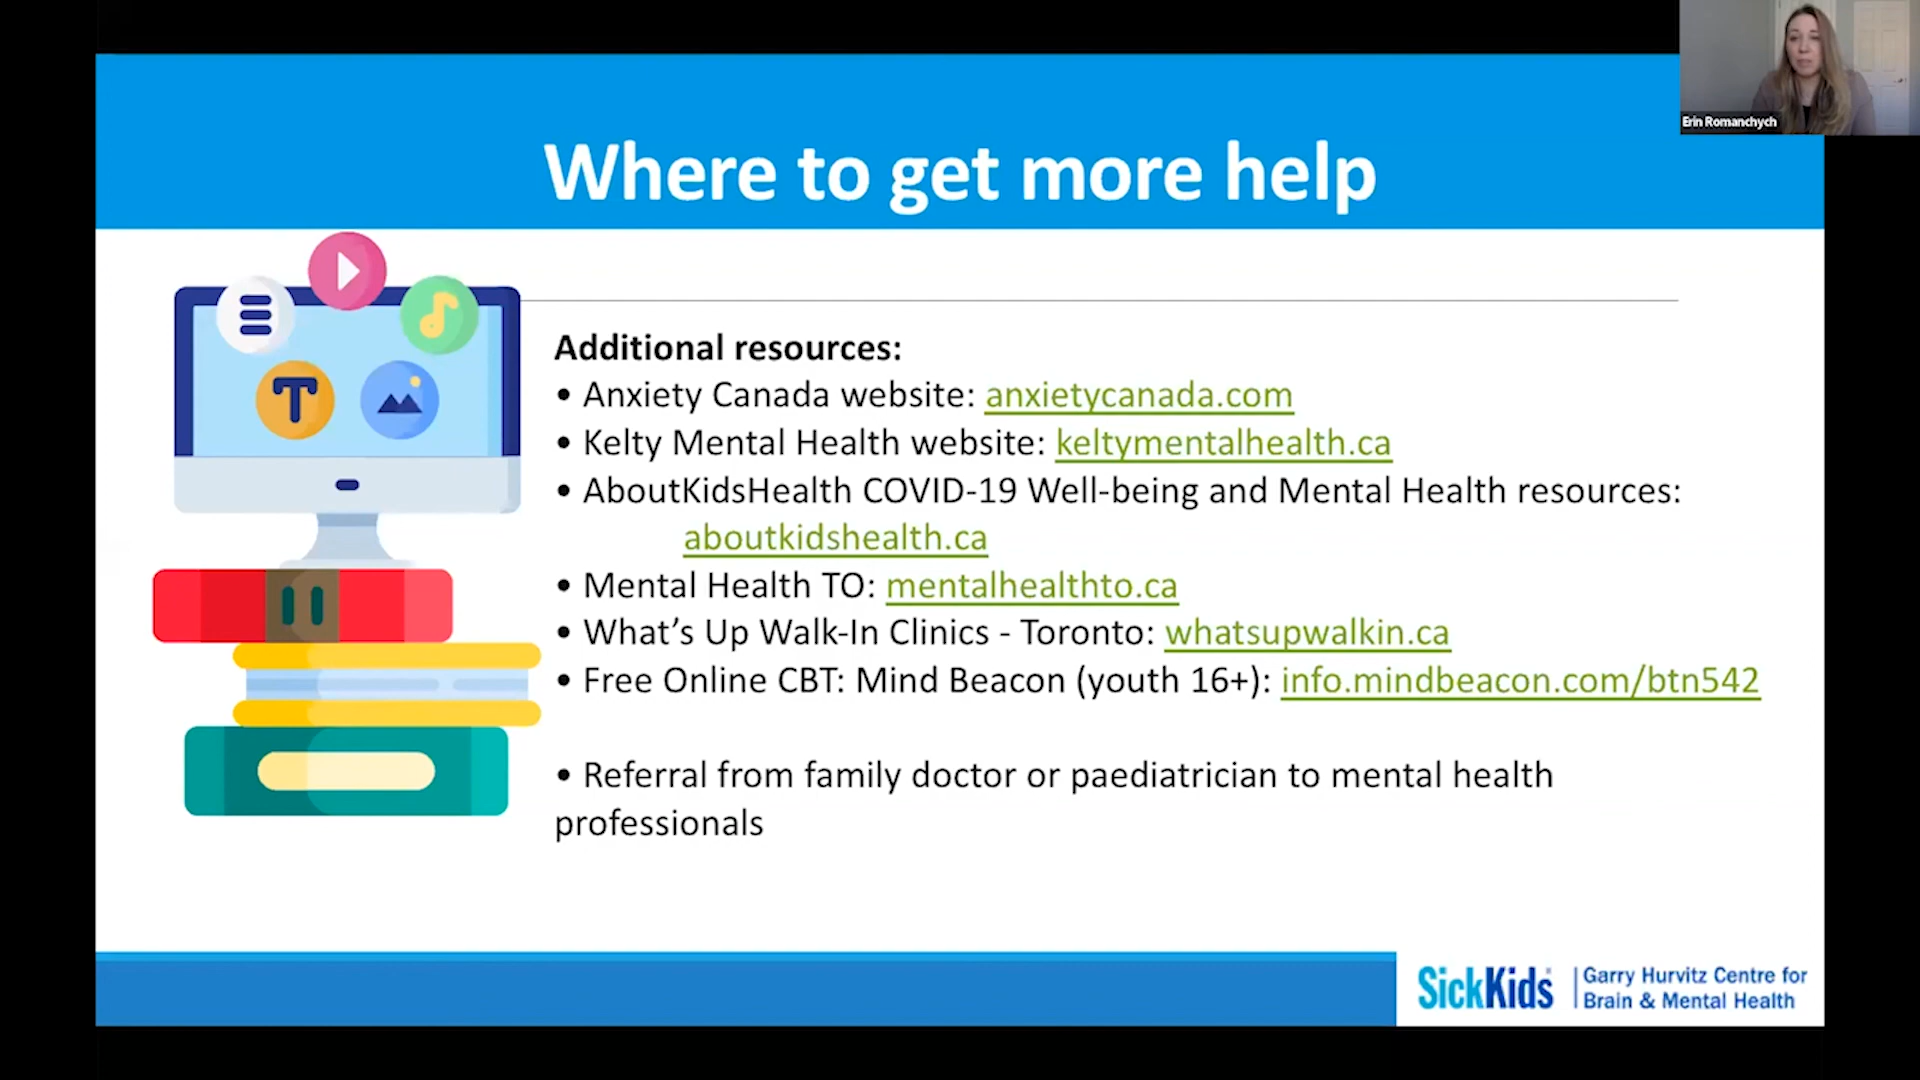 Erin Romanchych
Where to get more help
Additional resources:
• Anxiety Canada website: anxietycanada.com
• Kelty Mental Health website: keltymentalhealth.ca
• AboutKidsHealth COVID-19 Well-being and Mental Health resources:
aboutkidshealth.ca
• Mental Health TO: mentalhealthto.ca
• What’s Up Walk-In Clinics - Toronto: whatsupwalkin.ca
• Free Online CBT: Mind Beacon (youth 16+): info.mindbeacon.com/btn542
• Referral from family doctor or paediatrician to mental health
professionals
T
SickKids®
Garry Hurvitz Centre for
Brain & Mental Health